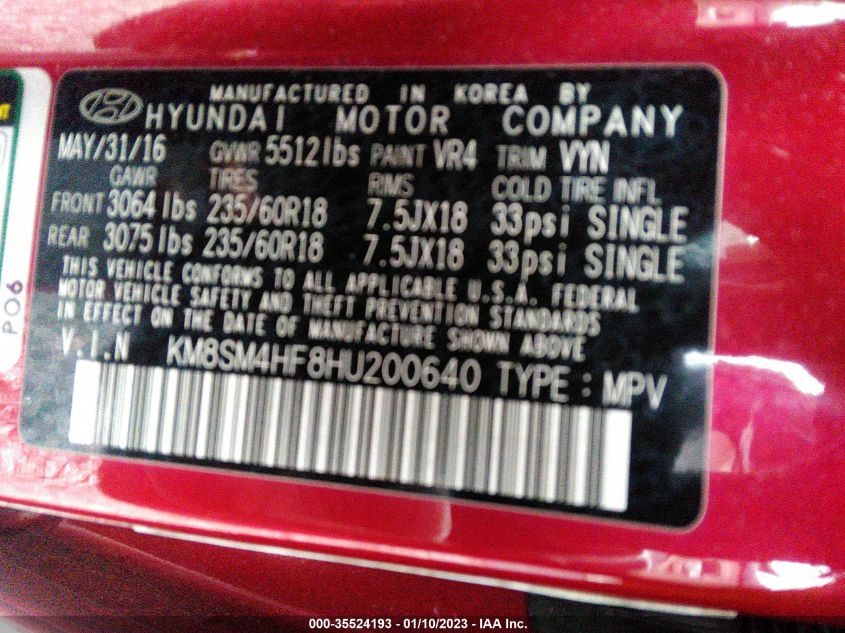 MANUFACTURED IN KOREA BY
HYUNDAI MOTOR COMPANY
MAY/31/16 GVWR 5512lbs PAINT VR4 TRIM VYN
GAWR TIRES RIMS COLD TIRE INFL
FRONT 3064 lbs 235/60R18 7.5JX18 33psi SINGLE
REAR 3075 lbs 235/60R18 7.5JX18 33psi SINGLE
THIS VEHICLE CONFORMS TO ALL APPLICABLE U.S.A. FEDERAL
MOTOR VEHICLE SAFETY AND THEFT PREVENTION STANDARDS
IN EFFECT ON THE DATE OF MANUFACTURE SHOWN ABOVE
V.I.N KM8SM4HF8HU200640 TYPE : MPV
P06
000-35524193 - 01/10/2023 - IAA Inc.